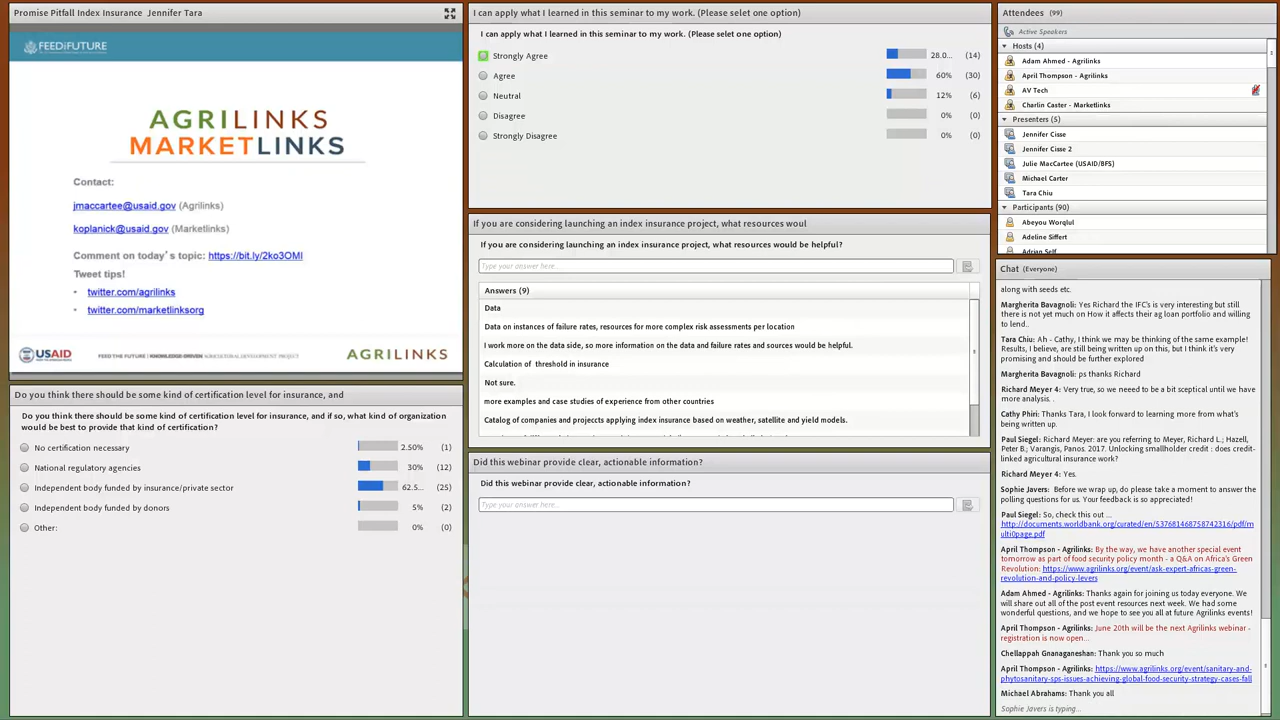 Promise Pitfall Index Insurance Jennifer Tara
FEED​iFUTURE
AGRILINKS
MARKETLINKS
Contact:
jmaccartee@usaid.gov (Agrilinks)
koplanick@usaid.gov (Marketlinks)
Comment on today's topic: https://bit.ly/2ko3OMI
Tweet tips!
• twitter.com/agrilinks
• twitter.com/marketlinksorg
USAID
AGRILINKS
Do you think there should be some kind of certification level for insurance, and
Do you think there should be some kind of certification level for insurance, and if so, what kind of organization
would be best to provide that kind of certification?
No certification necessary 2.50% (1)
National regulatory agencies 30% (12)
Independent body funded by insurance/private sector 62.5... (25)
Independent body funded by donors 5% (2)
Other: 0% (0)
I can apply what I learned in this seminar to my work. (Please selet one option)
I can apply what I learned in this seminar to my work. (Please selet one option)
Strongly Agree 28.0... (14)
Agree 60% (30)
Neutral 12% (6)
Disagree 0% (0)
Strongly Disagree 0% (0)
If you are considering launching an index insurance project, what resources woul
If you are considering launching an index insurance project, what resources would be helpful?
Type your answer here...
Answers (9)
Data
Data on instances of failure rates, resources for more complex risk assessments per location
I work more on the data side, so more information on the data and failure rates and sources would be helpful.
Calculation of threshold in insurance
Not sure.
more examples and case studies of experience from other countries
Catalog of companies and projeccts applying index insurance based on weather, satellite and yield models.
Did this webinar provide clear, actionable information?
Did this webinar provide clear, actionable information?
Type your answer here...
Attendees (99)
Active Speakers
Hosts (4)
Adam Ahmed - Agrilinks
April Thompson - Agrilinks
AV Tech
Charlin Caster - Marketlinks
Presenters (5)
Jennifer Cisse
Jennifer Cisse 2
Julie MacCartee (USAID/BFS)
Michael Carter
Tara Chiu
Participants (90)
Abeyou Worqlul
Adeline Siffert
Adrian Self
Chat (Everyone)
along with seeds etc.
Margherita Bavagnoli: Yes Richard the IFC's is very interesting but still
there is not yet much on How it affects their ag loan portfolio and willing
to lend..
Tara Chiu: Ah - Cathy, I think we may be thinking of the same example!
Results, I believe, are still being written up on this, but I think it's very
promising and should be further explored
Margherita Bavagnoli: ps thanks Richard
Richard Meyer 4: Very true, so we neeed to be a bit sceptical until we have
more analysis. .
Cathy Phiri: Thanks Tara, I look forward to learning more from what's
being written up.
Paul Siegel: Richard Meyer: are you referring to Meyer, Richard L.; Hazell,
Peter B.; Varangis, Panos. 2017. Unlocking smallholder credit : does credit-
linked agricultural insurance work?
Richard Meyer 4: Yes.
Sophie Javers: Before we wrap up, do please take a moment to answer the
polling questions for us. Your feedback is so appreciated!
Paul Siegel: So, check this out ...
http://documents.worldbank.org/curated/en/537681468758742316/pdf/m
ulti0page.pdf
April Thompson - Agrilinks: By the way, we have another special event
tomorrow as part of food security policy month - a Q&A on Africa's Green
Revolution: https://www.agrilinks.org/event/ask-expert-africas-green-
revolution-and-policy-levers
Adam Ahmed - Agrilinks: Thanks again for joining us today everyone. We
will share out all of the post event resources next week. We had some
wonderful questions, and we hope to see you all at future Agrilinks events!
April Thompson - Agrilinks: June 20th will be the next Agrilinks webinar -
registration is now open...
Chellappah Gnanaganeshan: Thank you so much
April Thompson - Agrilinks: https://www.agrilinks.org/event/sanitary-and-
phytosanitary-sps-issues-achieving-global-food-security-strategy-cases-fall
Michael Abrahams: Thank you all
Sophie Javers is typing...